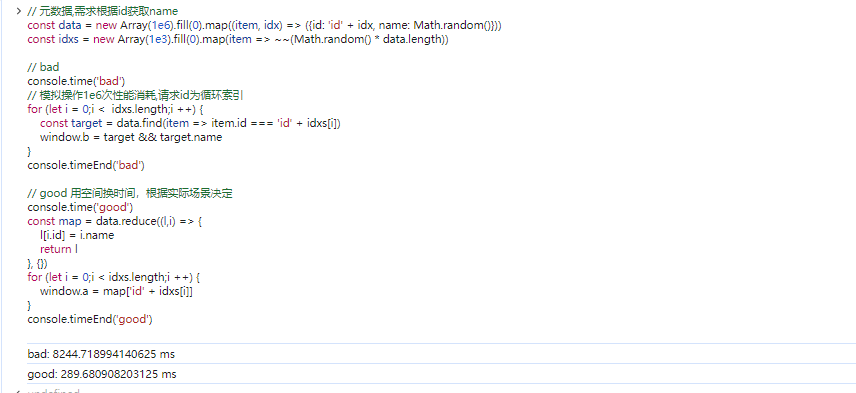 // 元数据,需求根据id获取name
const data = new Array(1e6).fill(0).map((item, idx) => ({id: 'id' + idx, name: Math.random()}))
const idxs = new Array(1e3).fill(0).map(item => ~~(Math.random() * data.length))
// bad
console.time('bad')
// 模拟操作1e6次性能消耗,请求id为循环索引
for (let i = 0;i < idxs.length;i ++) {
const target = data.find(item => item.id === 'id' + idxs[i])
window.b = target && target.name
}
console.timeEnd('bad')
// good 用空间换时间，根据实际场景决定
console.time('good')
const map = data.reduce((l,i) => {
l[i.id] = i.name
return l
}, {})
for (let i = 0;i < idxs.length;i ++) {
window.a = map['id' + idxs[i]]
}
console.timeEnd('good')
bad: 8244.718994140625 ms
good: 289.680908203125 ms
undefined